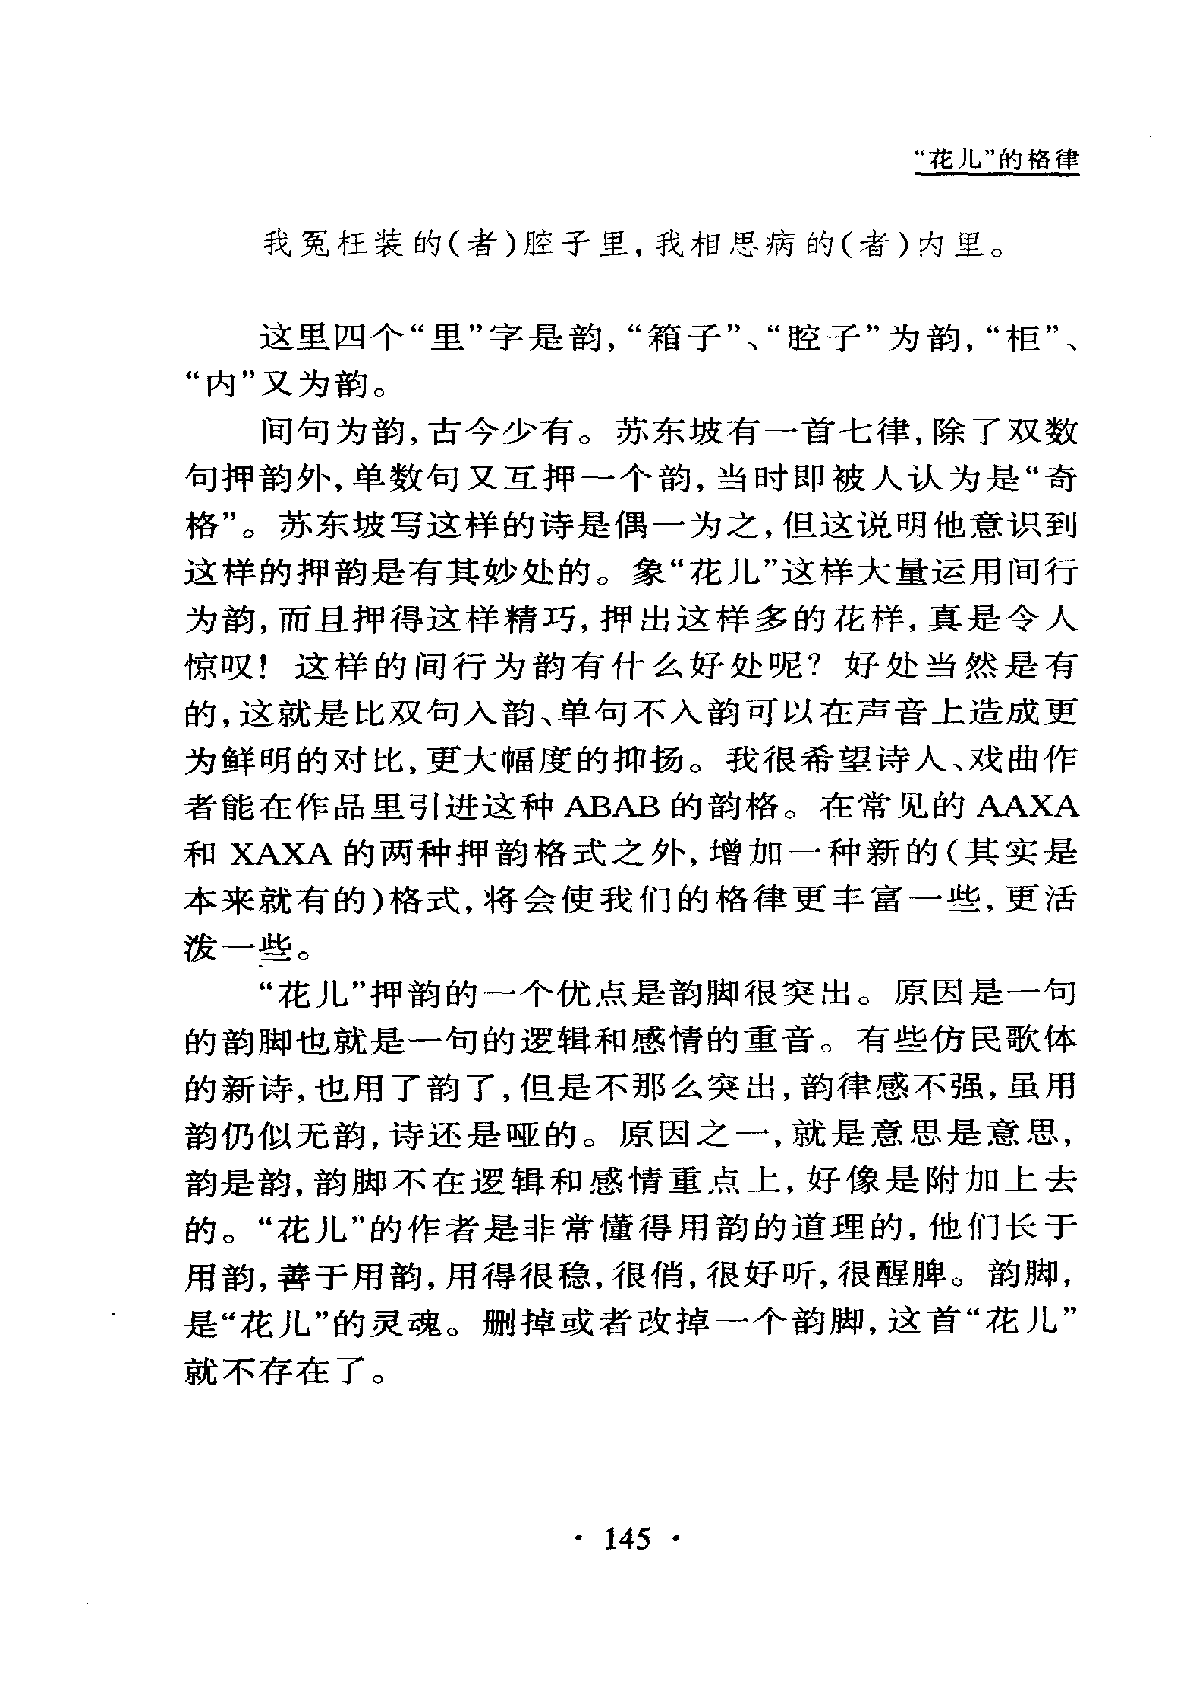 “花儿”的格律
我冤枉装的(者)腔子里,我相思病的(者)内里。
这里四个“里”字是韵,“箱子”、“腔子”为韵,“柜”、
“内”又为韵。
间句为韵,古今少有。苏东坡有一首七律,除了双数
句押韵外,单数句又互押一个韵,当时即被人认为是“奇
格”。苏东坡写这样的诗是偶一为之,但这说明他意识到
这样的押韵是有其妙处的。象“花儿”这样大量运用间行
为韵,而且押得这样精巧,押出这样多的花样,真是令人
惊叹! 这样的间行为韵有什么好处呢? 好处当然是有
的,这就是比双句入韵、单句不入韵可以在声音上造成更
为鲜明的对比,更大幅度的抑扬。我很希望诗人、戏曲作
者能在作品里引进这种 ABAB 的韵格。在常见的 AAXA
和 XAXA 的两种押韵格式之外,增加一种新的(其实是
本来就有的)格式,将会使我们的格律更丰富一些,更活
泼一些。
“花儿”押韵的一个优点是韵脚很突出。原因是一句
的韵脚也就是一句的逻辑和感情的重音。有些仿民歌体
的新诗,也用了韵了,但是不那么突出,韵律感不强,虽用
韵仍似无韵,诗还是哑的。原因之一,就是意思是意思,
韵是韵,韵脚不在逻辑和感情重点上,好像是附加上去
的。“花儿”的作者是非常懂得用韵的道理的,他们长于
用韵,善于用韵,用得很稳,很俏,很好听,很醒脾。韵脚,
是“花儿”的灵魂。删掉或者改掉一个韵脚,这首“花儿”
就不存在了。
· 145 ·